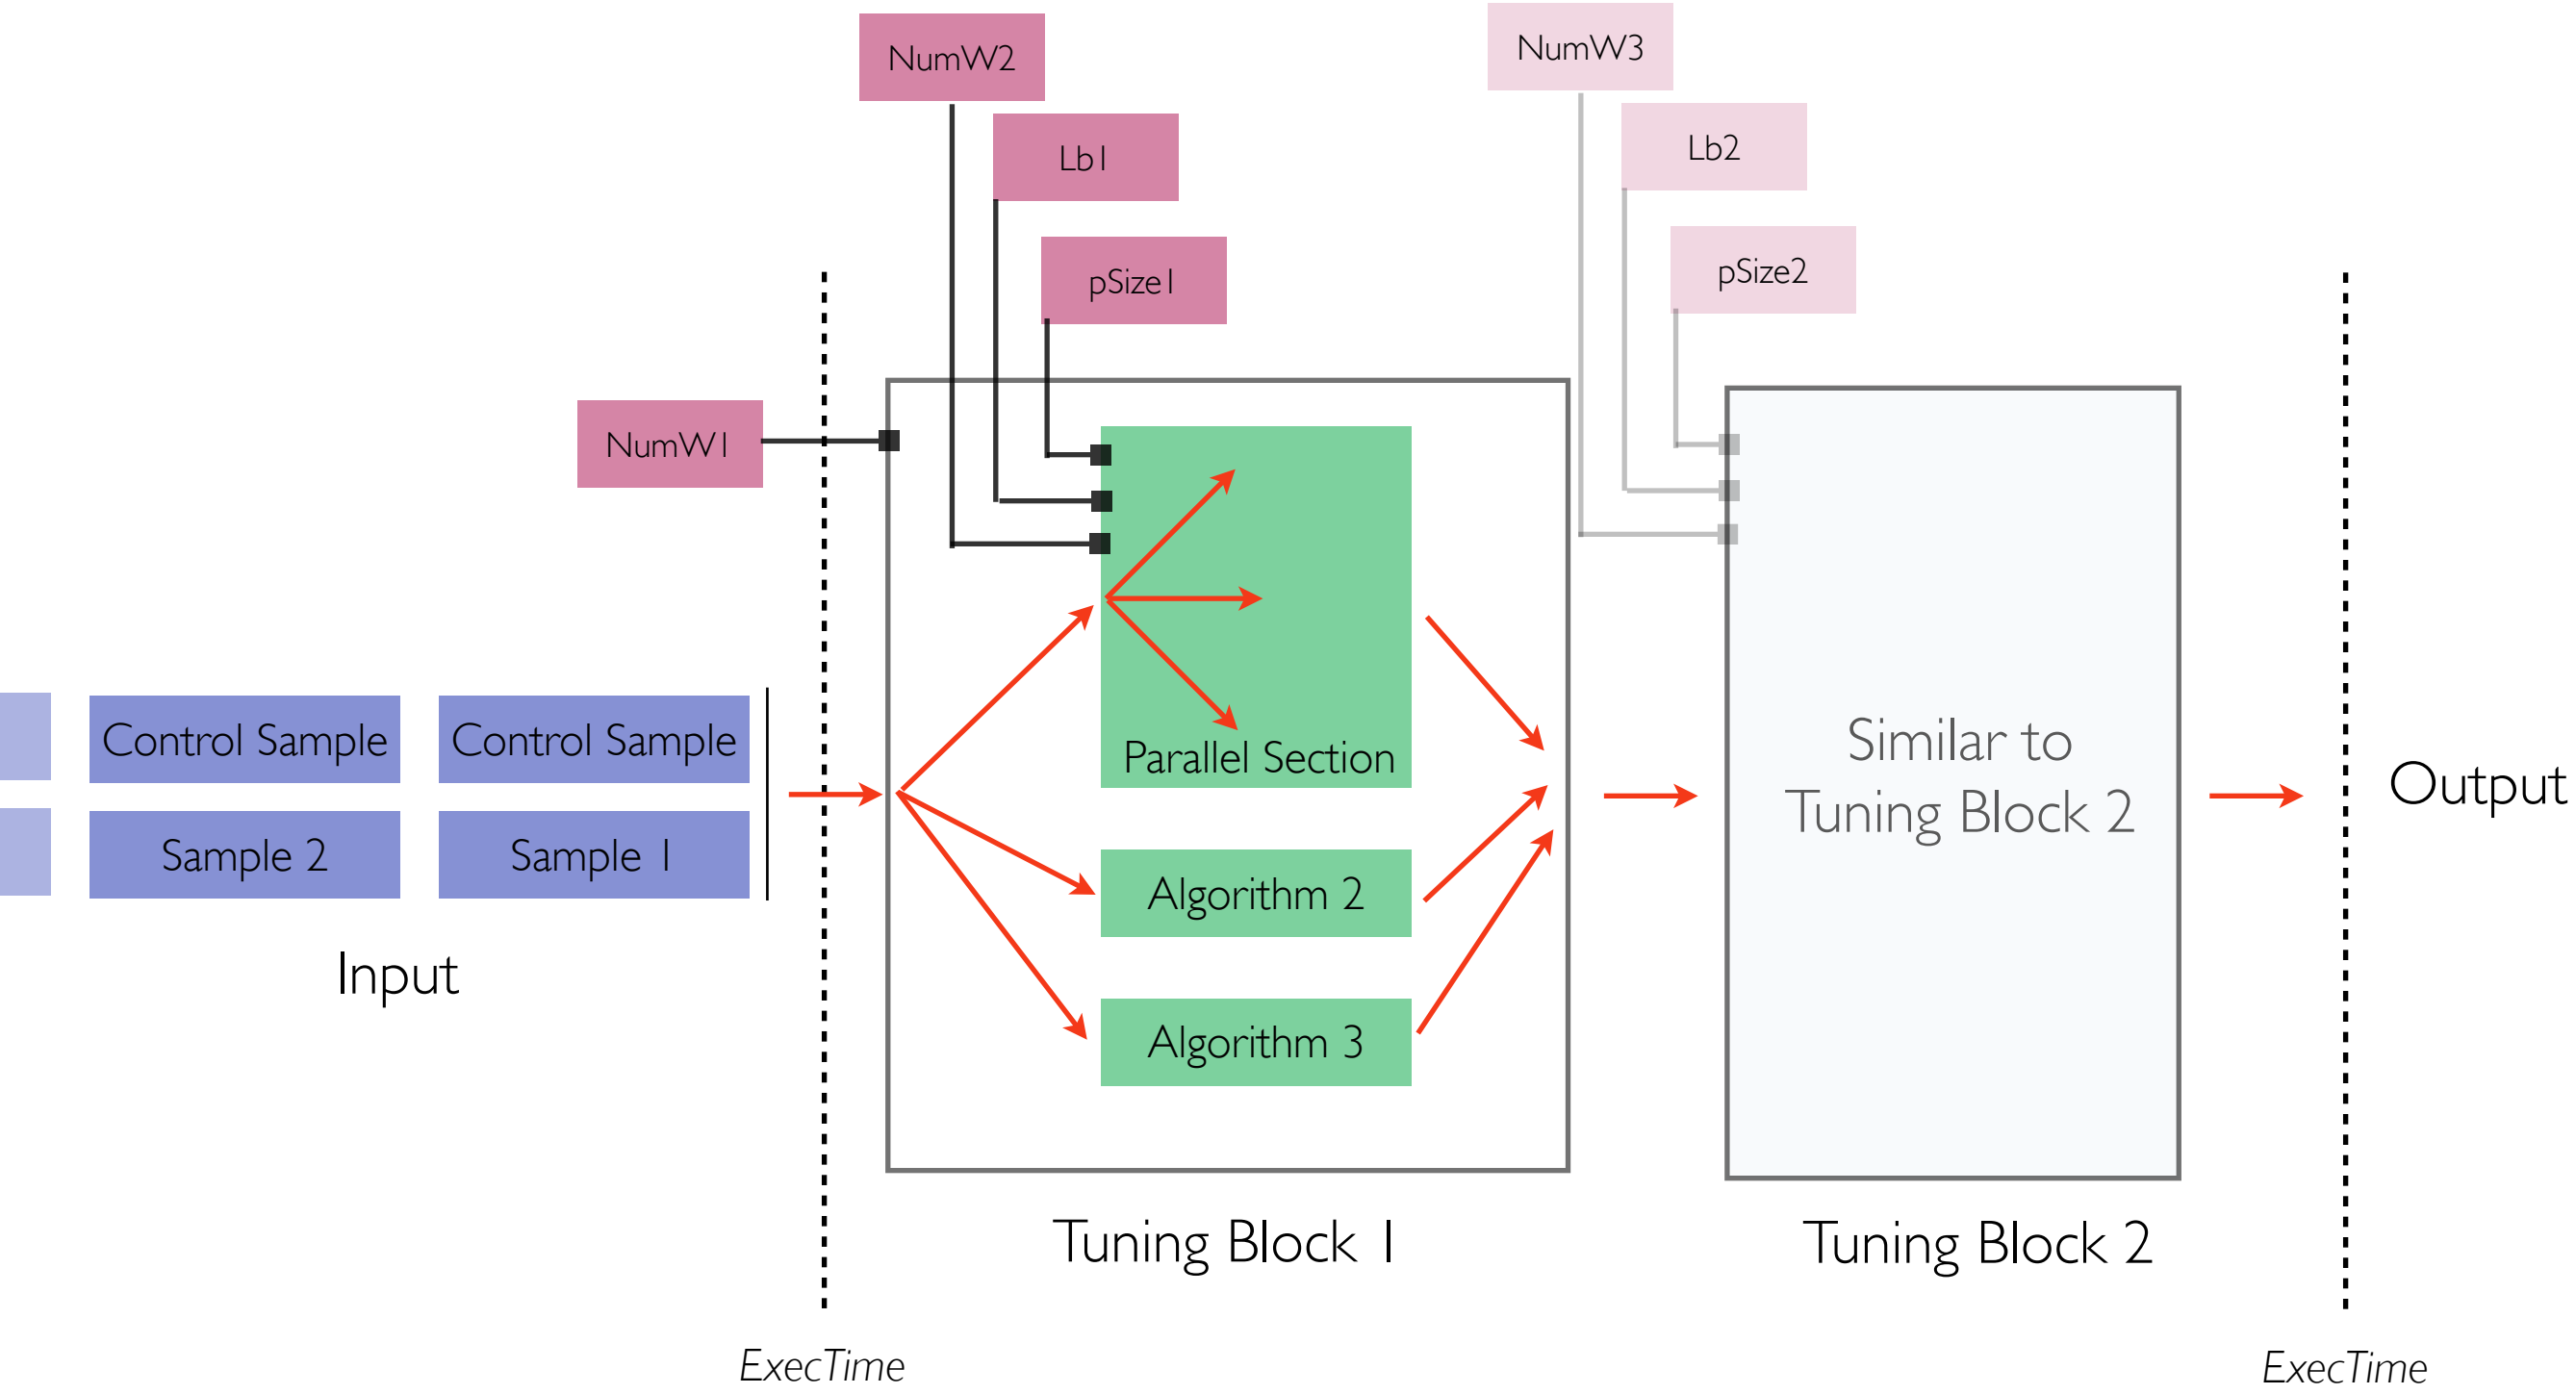 NumW2
NumW3
Lb1
Lb2
pSize1
pSize2
NumW1
Control Sample
Control Sample
Sample 2
Sample 1
Input
Parallel Section
Algorithm 2
Algorithm 3
Similar to
Tuning Block 2
Output
Tuning Block 1
Tuning Block 2
ExecTime
ExecTime